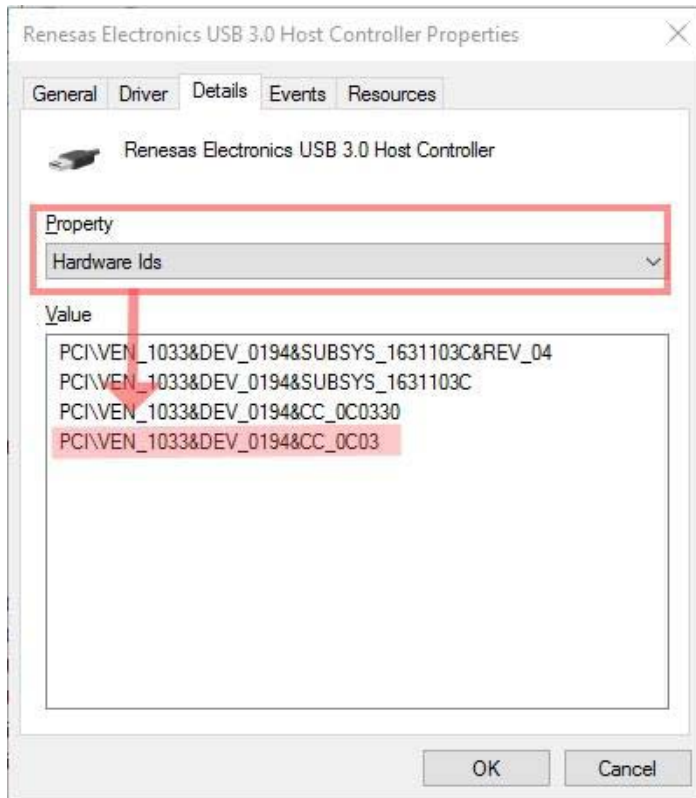 Renesas Electronics USB 3.0 Host Controller Properties
General Driver Details Events Resources
Renesas Electronics USB 3.0 Host Controller
Property
Hardware Ids
Value
PCI\VEN_1033&DEV_0194&SUBSYS_1631103C&REV_04
PCI\VEN_1033&DEV_0194&SUBSYS_1631103C
PCI\VEN_1033&DEV_0194&CC_0C0330
PCI\VEN_1033&DEV_0194&CC_0C03
OK Cancel